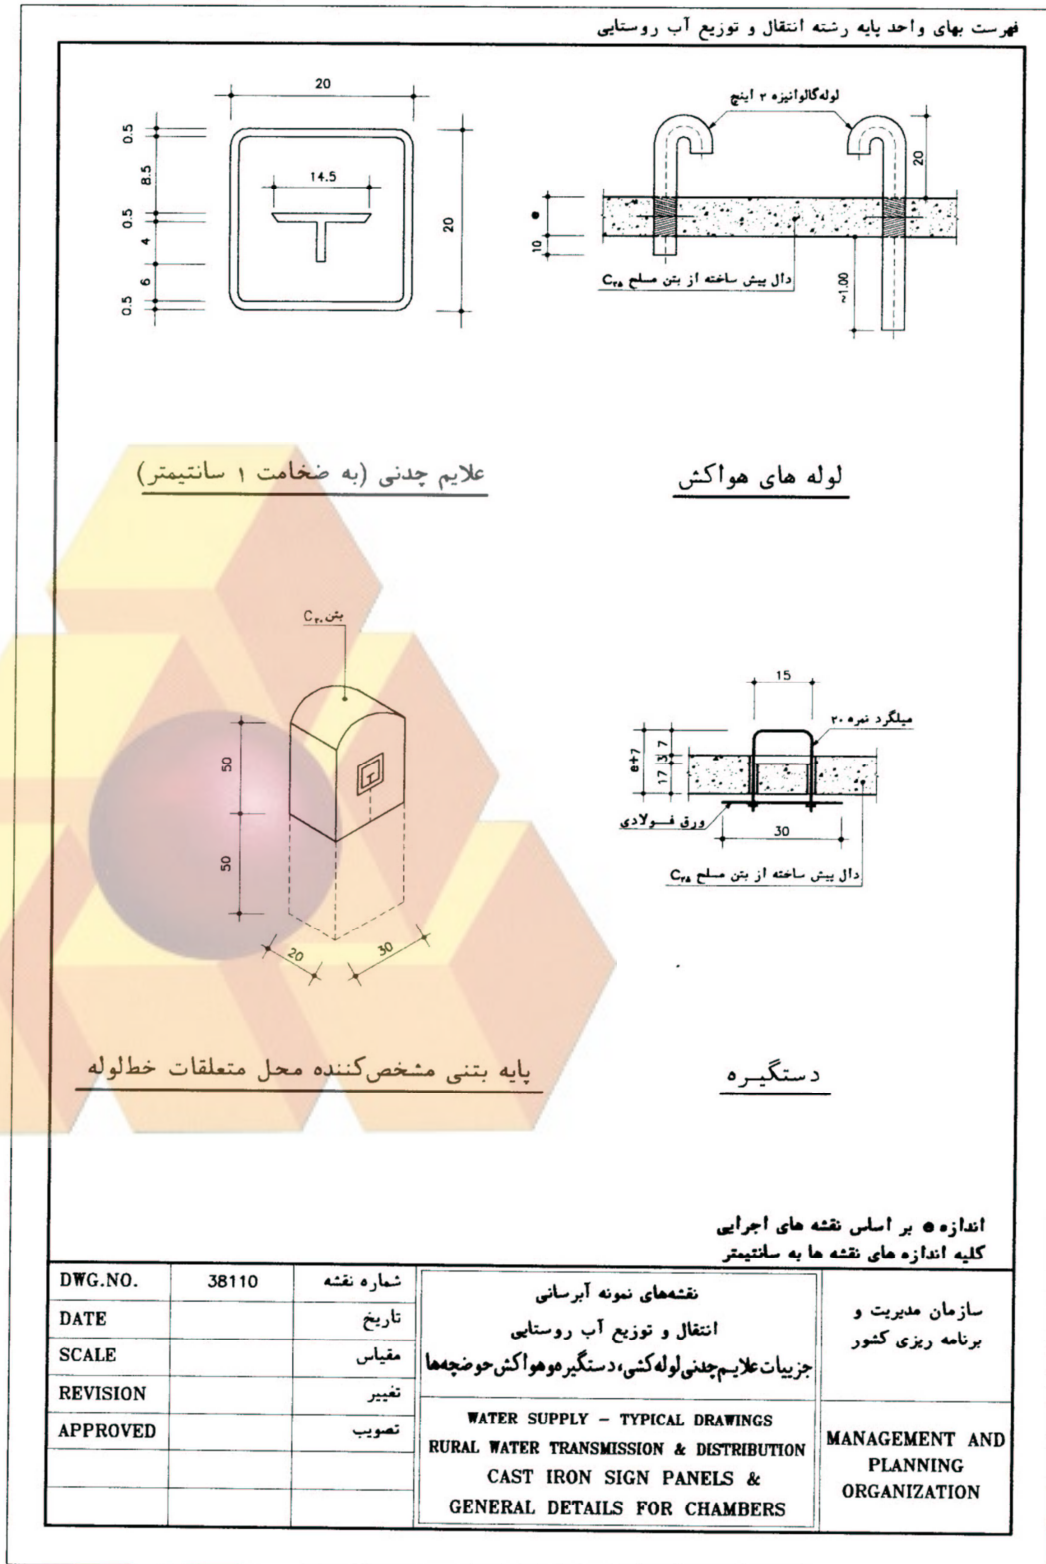 فهرست بهای واحد پایه رشته انتقال و توزیع آب روستایی
20
0.5
8.5
0.5
4
6
0.5
14.5
20
علایم چدنی (به ضخامت ۱ سانتیمتر)
لوله گالوانیزه ۲ اینچ
20
e
10
~1.00
دال پیش ساخته از بتن مسلح C۲۵
لوله های هواکش
بتن C۲۰
50
50
T
20
30
پایه بتنی مشخص‌کننده محل متعلقات خط‌لوله
15
میلگرد نمره ۲۰
e+7
7
3
17
ورق فولادی
30
دال پیش ساخته از بتن مسلح C۲۵
دستگیره
اندازه e بر اساس نقشه های اجرایی
کلیه اندازه های نقشه ها به سانتیمتر
DWG.NO. 38110 شماره نقشه
DATE تاریخ
SCALE مقیاس
REVISION تغییر
APPROVED تصویب
نقشه‌های نمونه آبرسانی
انتقال و توزیع آب روستایی
جزییات علایم چدنی لوله کشی، دستگیره و هواکش حوضچه‌ها
WATER SUPPLY – TYPICAL DRAWINGS
RURAL WATER TRANSMISSION & DISTRIBUTION
CAST IRON SIGN PANELS &
GENERAL DETAILS FOR CHAMBERS
سازمان مدیریت و
برنامه ریزی کشور
MANAGEMENT AND
PLANNING
ORGANIZATION